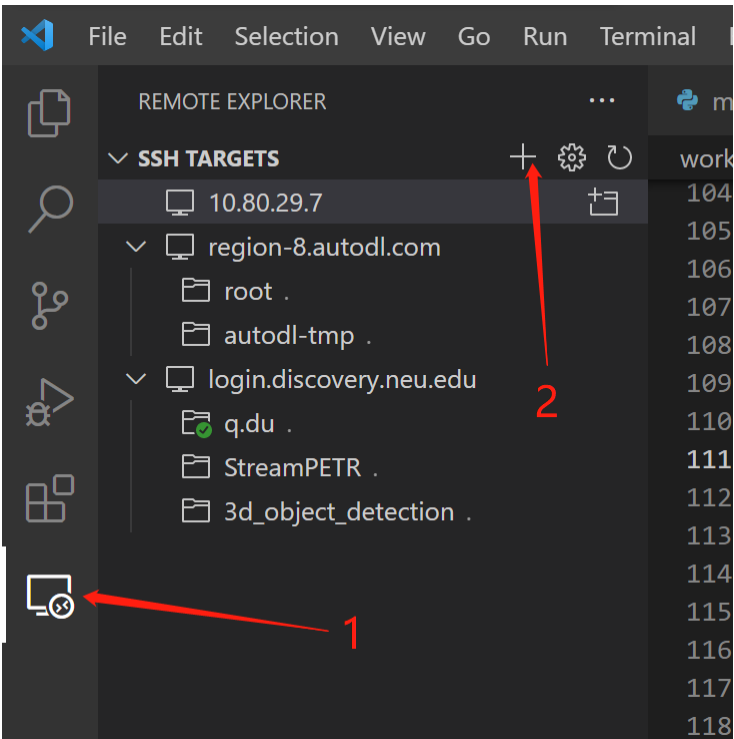 File Edit Selection View Go Run Terminal
REMOTE EXPLORER ...
SSH TARGETS
work
10.80.29.7
104
region-8.autodl.com
105
root .
106
autodl-tmp .
107
login.discovery.neu.edu
108
q.du .
109
StreamPETR .
110
3d_object_detection .
111
112
113
114
115
116
117
118
1
2